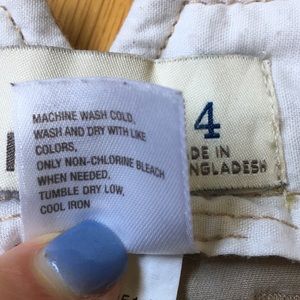 MACHINE WASH COLD,
WASH AND DRY WITH LIKE
COLORS,
ONLY NON-CHLORINE BLEACH
WHEN NEEDED,
TUMBLE DRY LOW,
COOL IRON
4
DE IN
NGLADESH